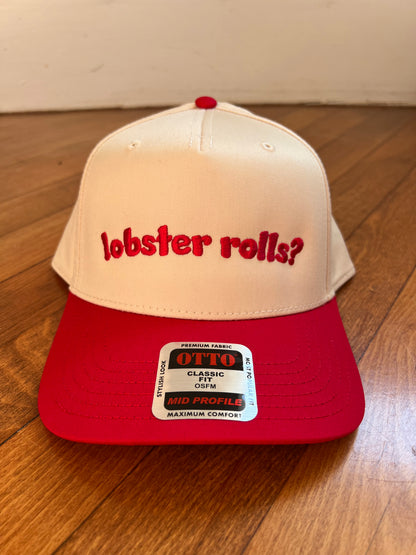 lobster rolls?
PREMIUM FABRIC
STYLISH LOOK
OTTO
CLASSIC
FIT
OSFM
MID PROFILE
MAXIMUM COMFORT